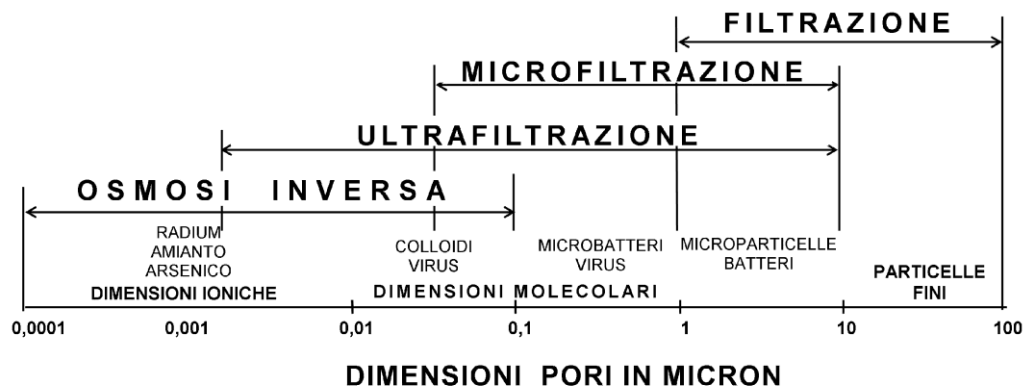 FILTRAZIONE
MICROFILTRAZIONE
ULTRAFILTRAZIONE
OSMOSI INVERSA
RADIUM
AMIANTO
ARSENICO
DIMENSIONI IONICHE
COLLOIDI
VIRUS
MICROBATTERI
VIRUS
DIMENSIONI MOLECOLARI
MICROPARTICELLE
BATTERI
PARTICELLE
FINI
0,0001 0,001 0,01 0,1 1 10 100
DIMENSIONI PORI IN MICRON